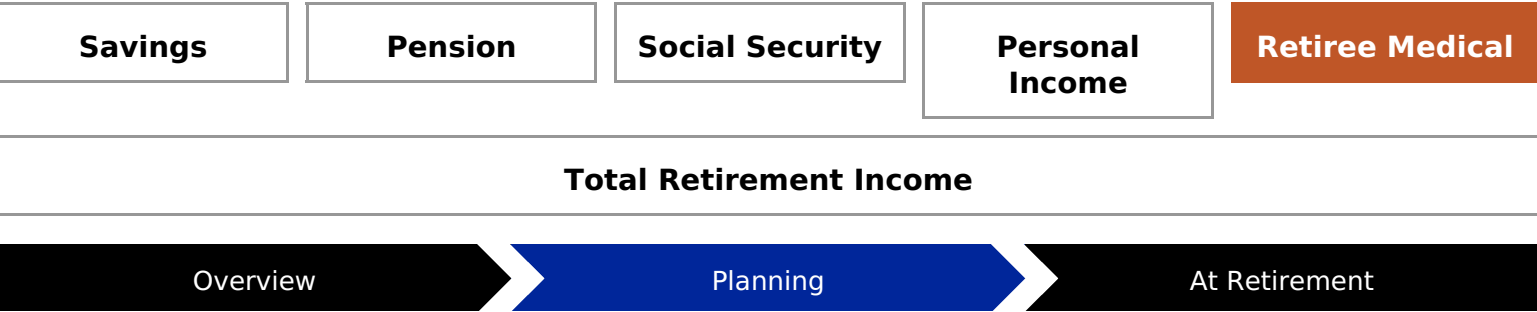 Savings
Pension
Social Security
Personal
Income
Retiree Medical
Total Retirement Income
Overview
Planning
At Retirement